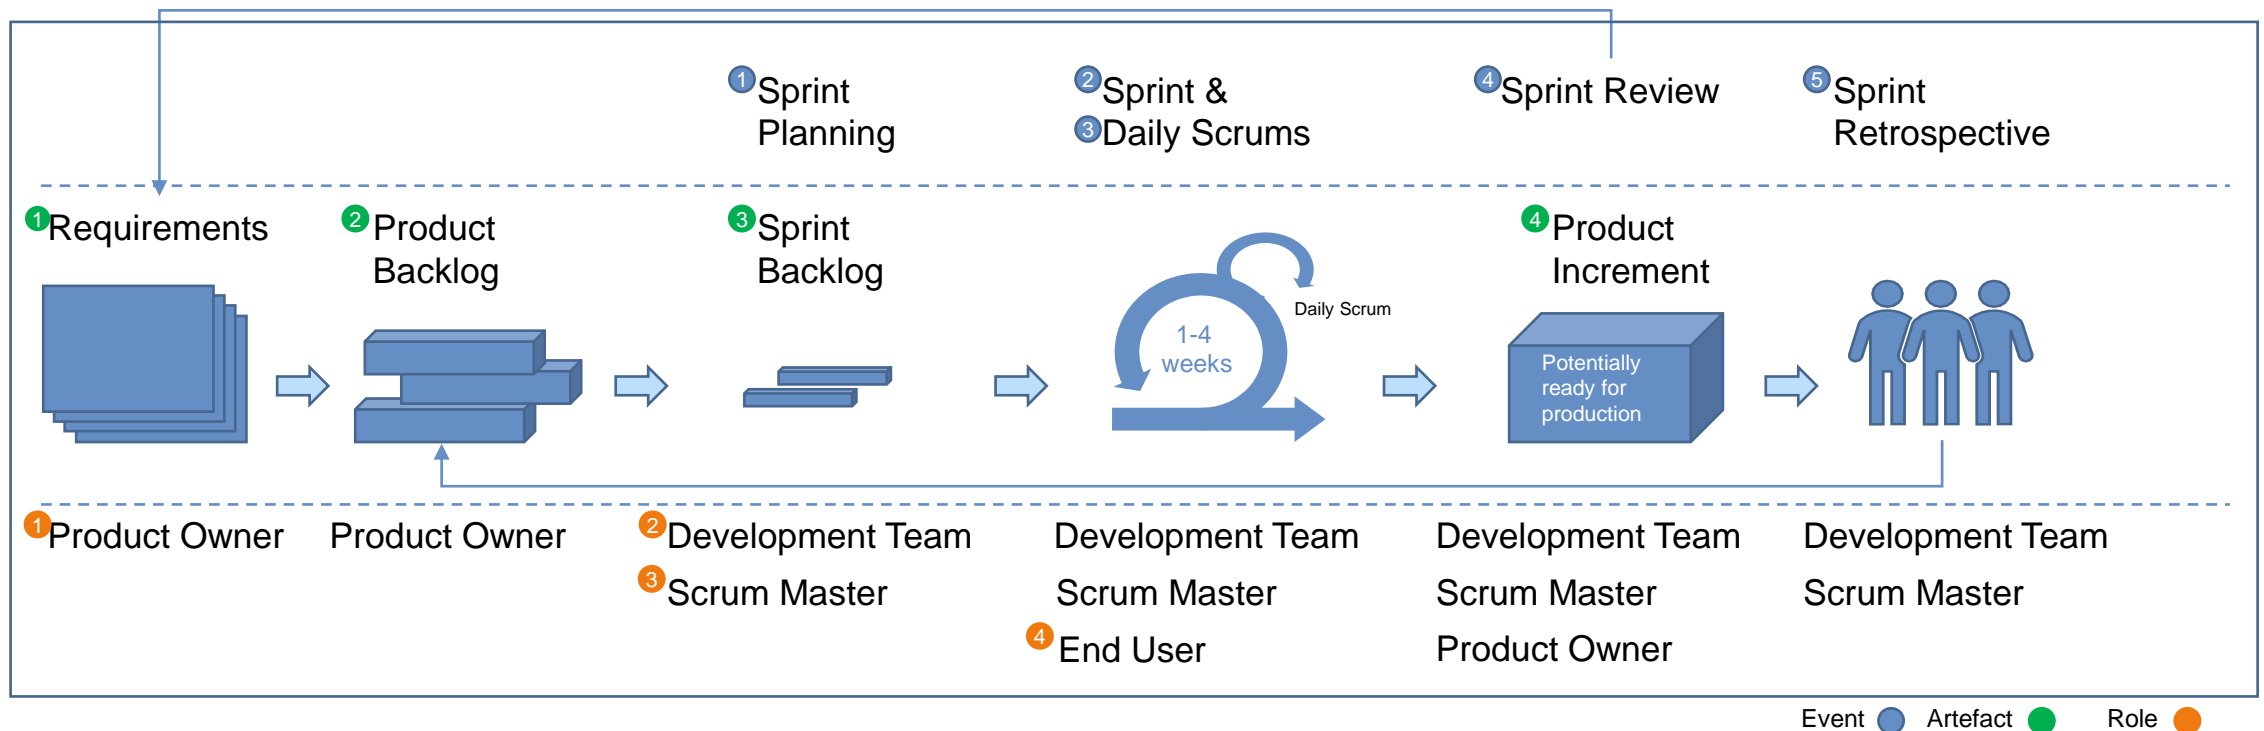 1 Sprint
Planning
2 Sprint &
3 Daily Scrums
4 Sprint Review
5 Sprint
Retrospective
1 Requirements
2 Product
Backlog
3 Sprint
Backlog
Daily Scrum
1-4
weeks
4 Product
Increment
Potentially
ready for
production
1 Product Owner
Product Owner
2 Development Team
3 Scrum Master
Development Team
Scrum Master
4 End User
Development Team
Scrum Master
Product Owner
Development Team
Scrum Master
Event
Artefact
Role